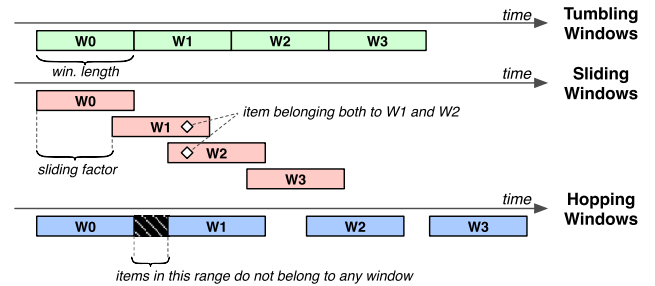 time
Tumbling
Windows
W0 W1 W2 W3
win. length
time
Sliding
Windows
W0
item belonging both to W1 and W2
W1
W2
sliding factor
W3
time
Hopping
Windows
W0 W1 W2 W3
items in this range do not belong to any window